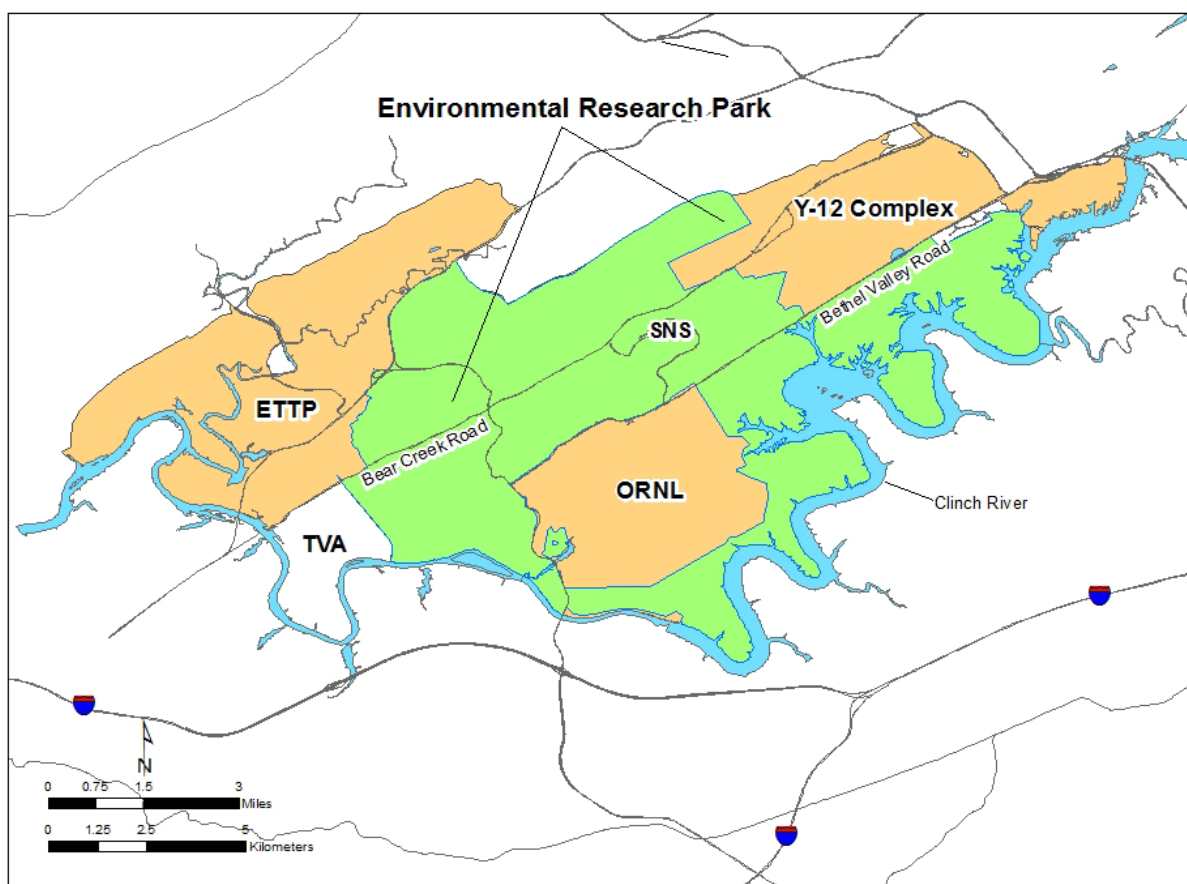 Environmental Research Park
Y-12 Complex
Bethel Valley Road
SNS
ETTP
Bear Creek Road
ORNL
Clinch River
TVA
N
0 0.75 1.5 3
Miles
0 1.25 2.5 5
Kilometers